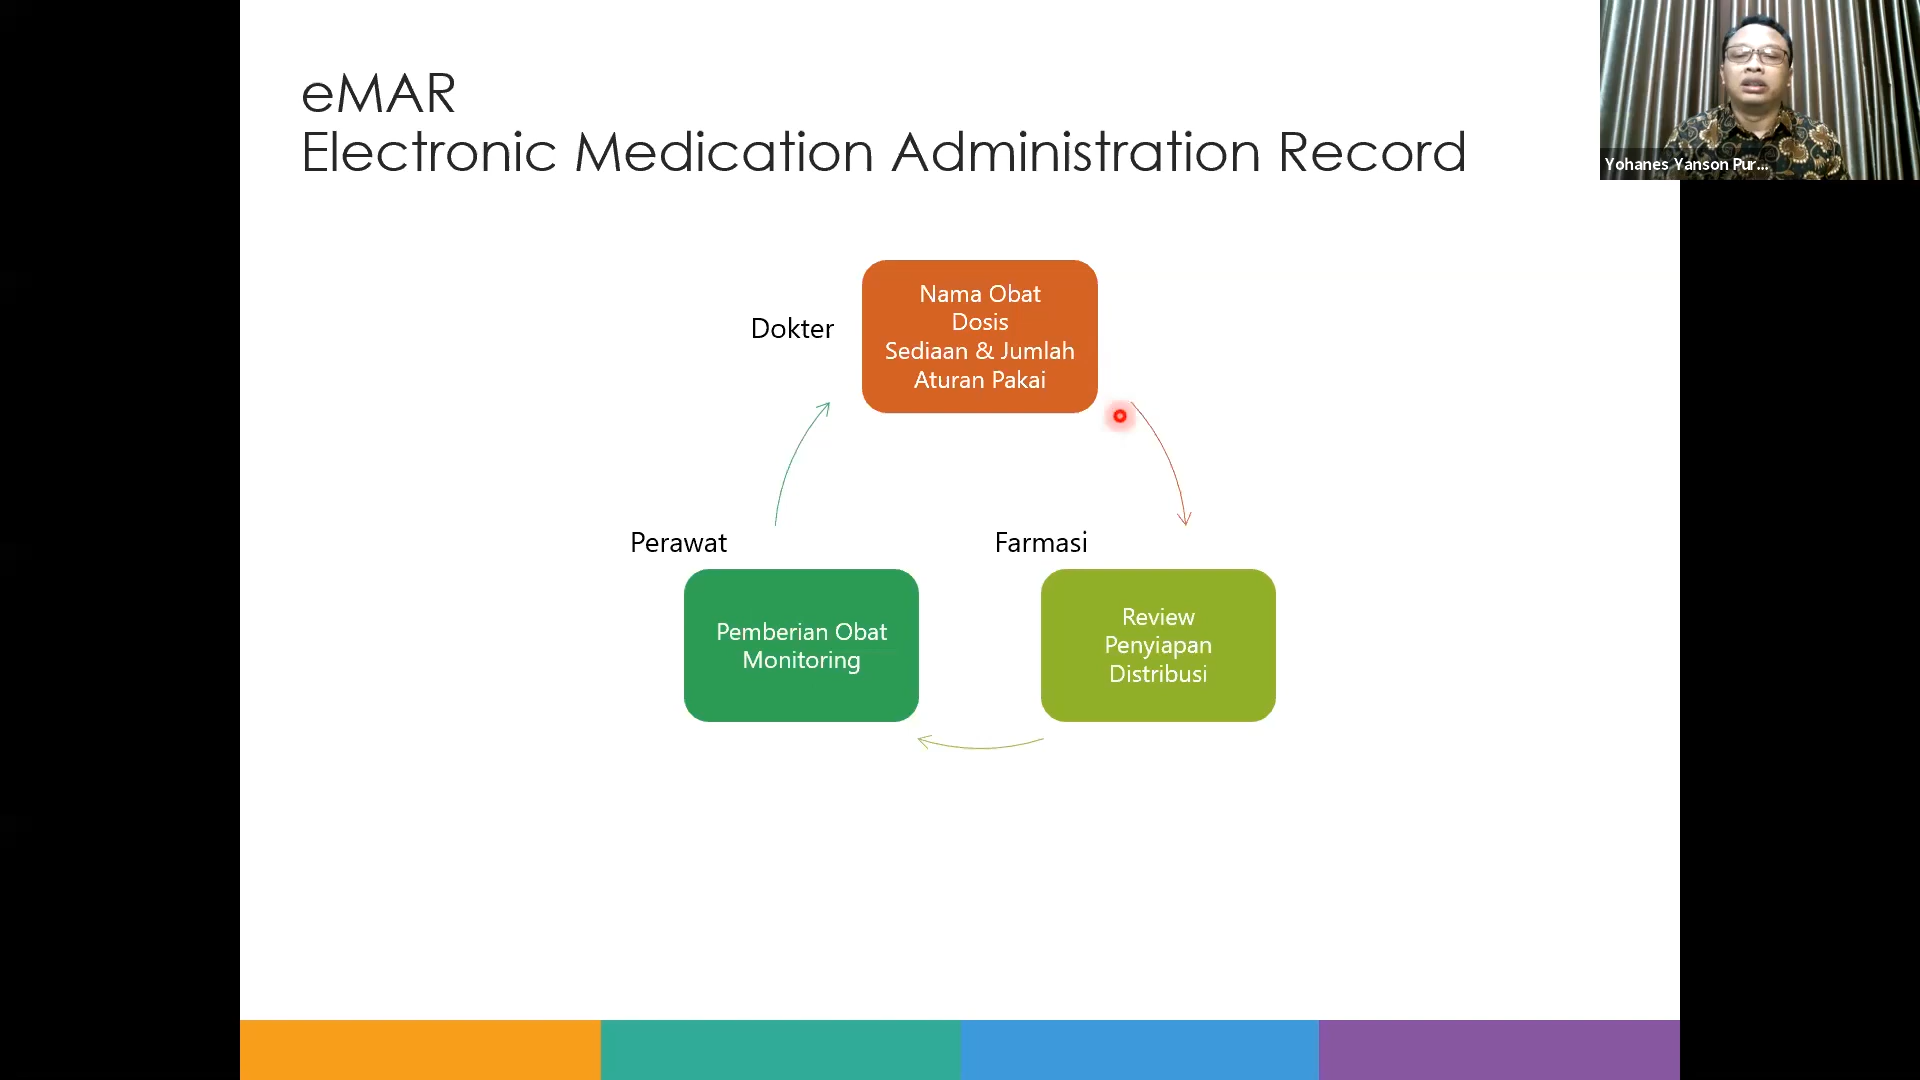 eMAR
Electronic Medication Administration Record
Yohanes Yanson Pur...
Dokter
Nama Obat
Dosis
Sediaan & Jumlah
Aturan Pakai
Perawat
Pemberian Obat
Monitoring
Farmasi
Review
Penyiapan
Distribusi